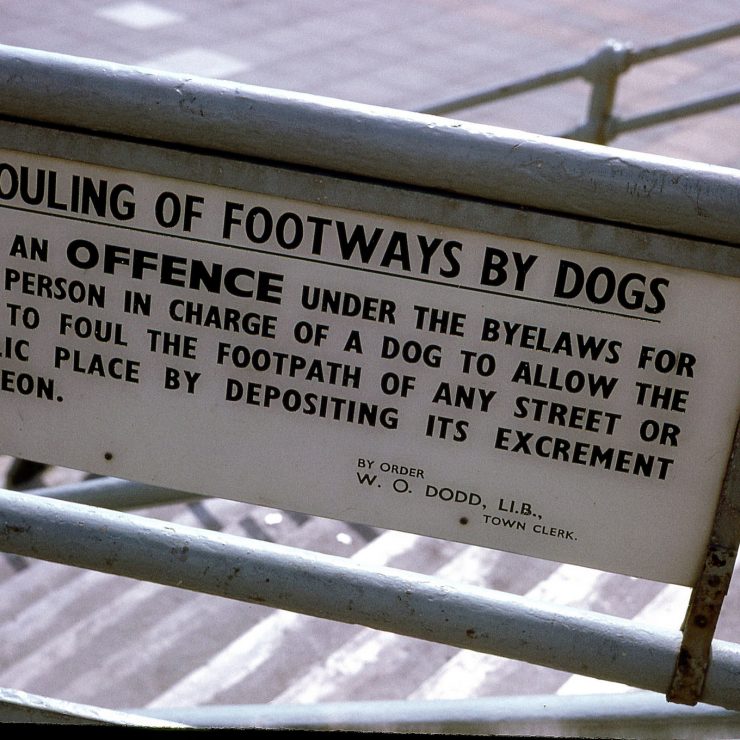 OULING OF FOOTWAYS BY DOGS
AN OFFENCE UNDER THE BYELAWS FOR
PERSON IN CHARGE OF A DOG TO ALLOW THE
TO FOUL THE FOOTPATH OF ANY STREET OR
LIC PLACE BY DEPOSITING ITS EXCREMENT
EON.
BY ORDER
W. O. DODD, LI.B.,
TOWN CLERK.